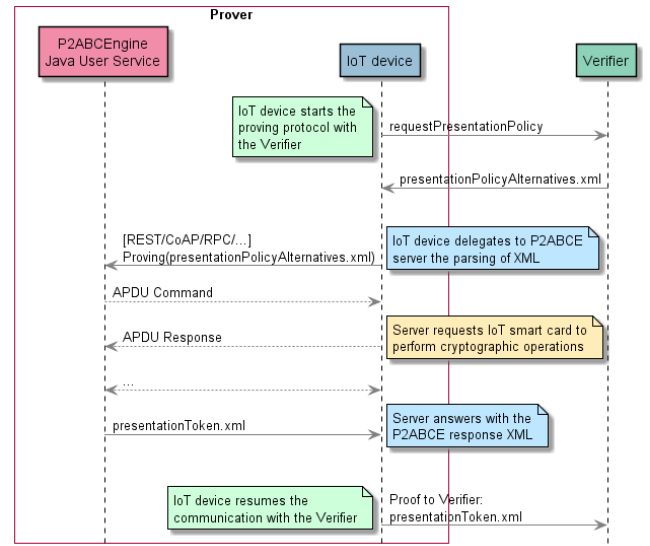 Prover
P2ABCEngine
Java User Service
IoT device
Verifier
IoT device starts the
proving protocol with
the Verifier
requestPresentationPolicy
presentationPolicyAlternatives.xml
[REST/CoAP/RPC/...]
Proving(presentationPolicyAlternatives.xml)
IoT device delegates to P2ABCE
server the parsing of XML
APDU Command
APDU Response
Server requests IoT smart card to
perform cryptographic operations
...
presentationToken.xml
Server answers with the
P2ABCE response XML
IoT device resumes the
communication with the Verifier
Proof to Verifier:
presentationToken.xml